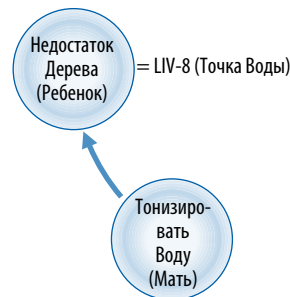 Недостаток
Дерева
(Ребенок)
= LIV-8 (Точка Воды)
Тонизиро-
вать
Воду
(Мать)